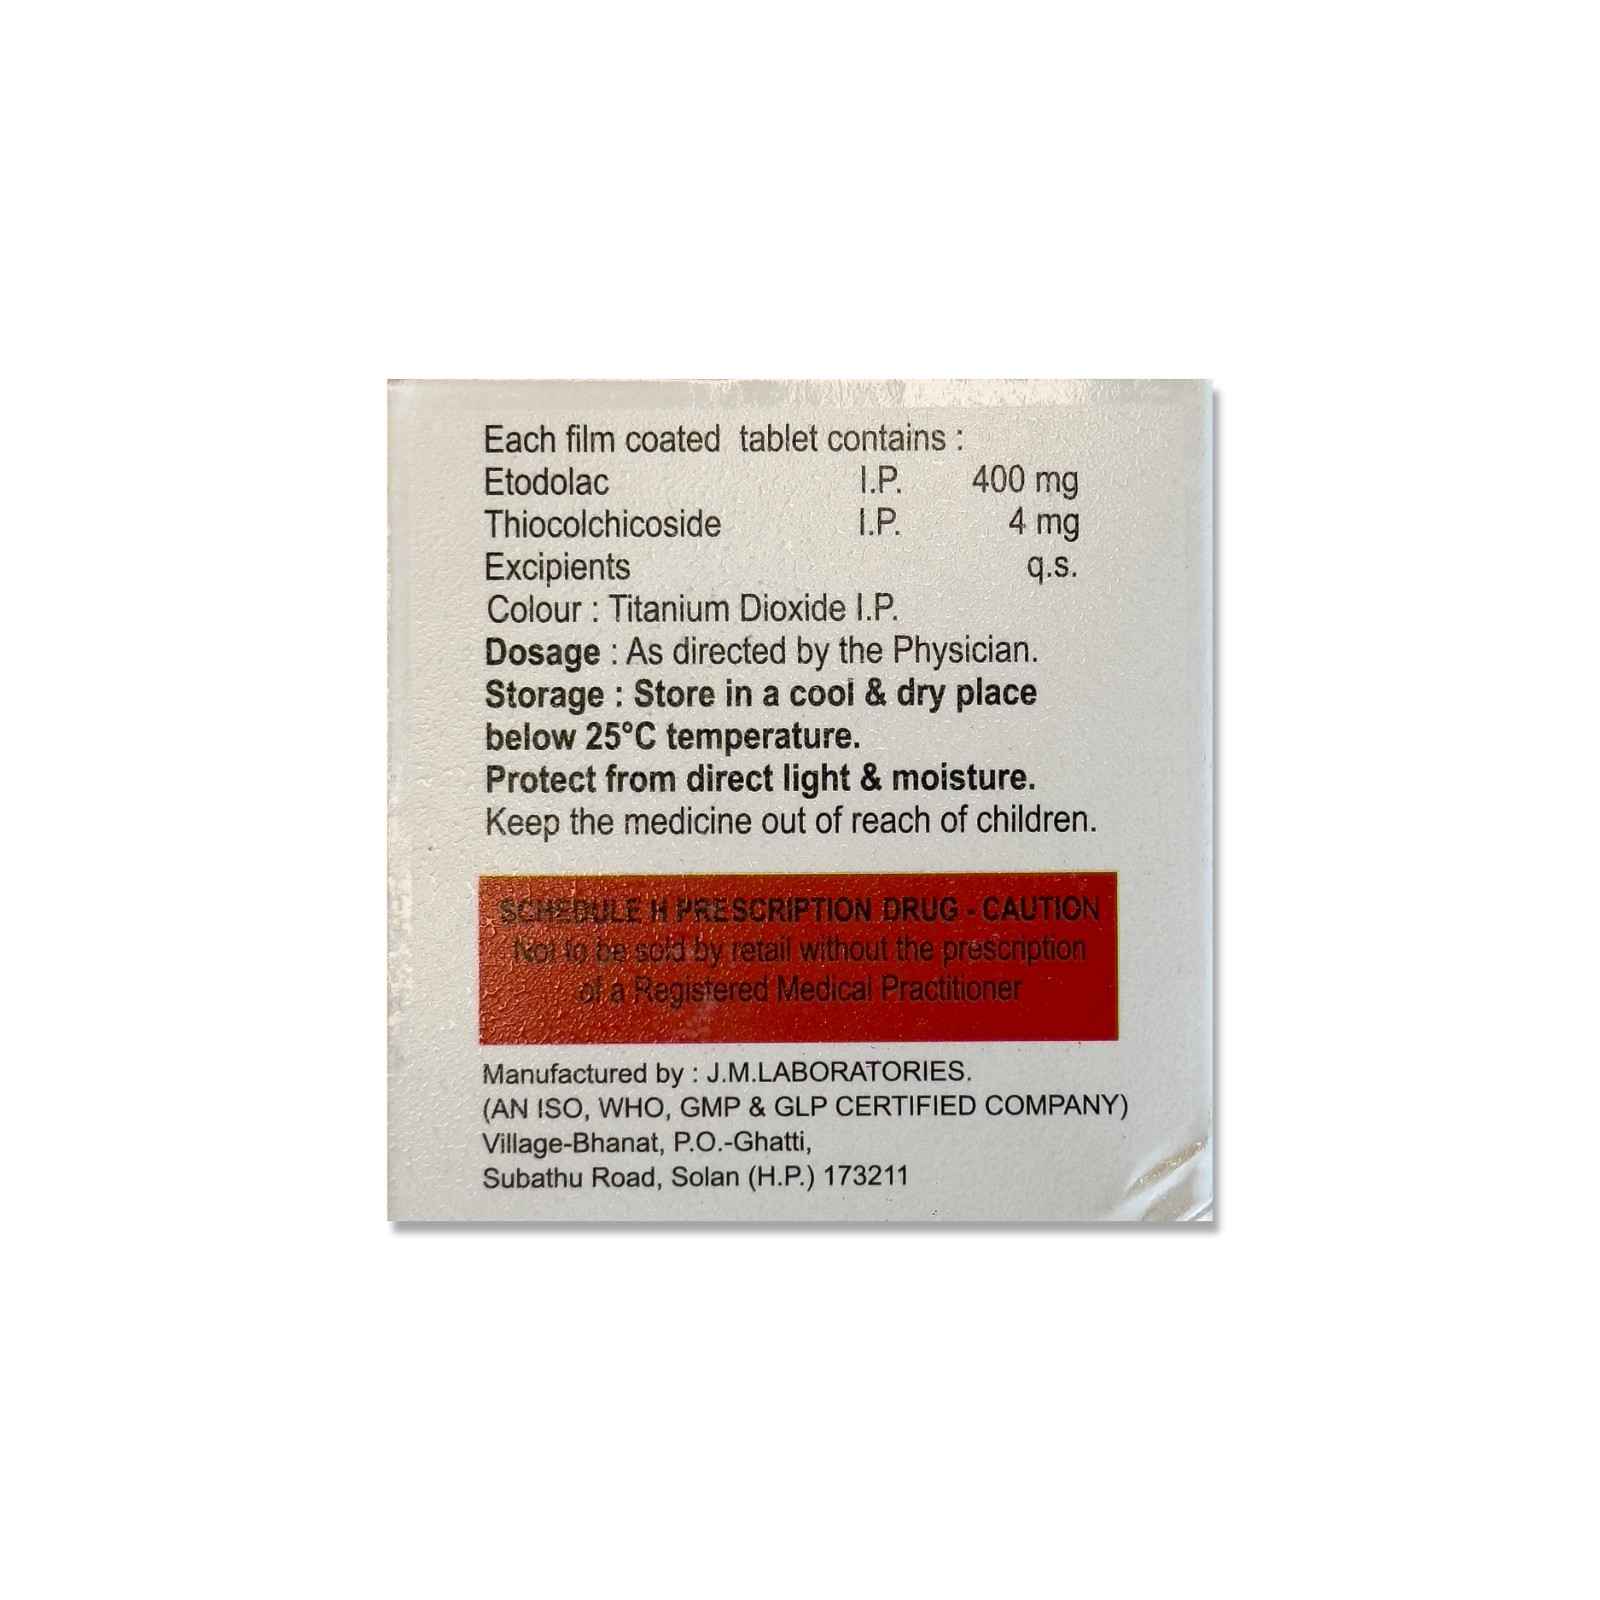 Each film coated tablet contains :
Etodolac I.P. 400 mg
Thiocolchicoside I.P. 4 mg
Excipients q.s.
Colour : Titanium Dioxide I.P.
Dosage : As directed by the Physician.
Storage : Store in a cool & dry place
below 25°C temperature.
Protect from direct light & moisture.
Keep the medicine out of reach of children.
SCHEDULE H PRESCRIPTION DRUG - CAUTION
Not to be sold by retail without the prescription
of a Registered Medical Practitioner
Manufactured by : J.M.LABORATORIES.
(AN ISO, WHO, GMP & GLP CERTIFIED COMPANY)
Village-Bhanat, P.O.-Ghatti,
Subathu Road, Solan (H.P.) 173211